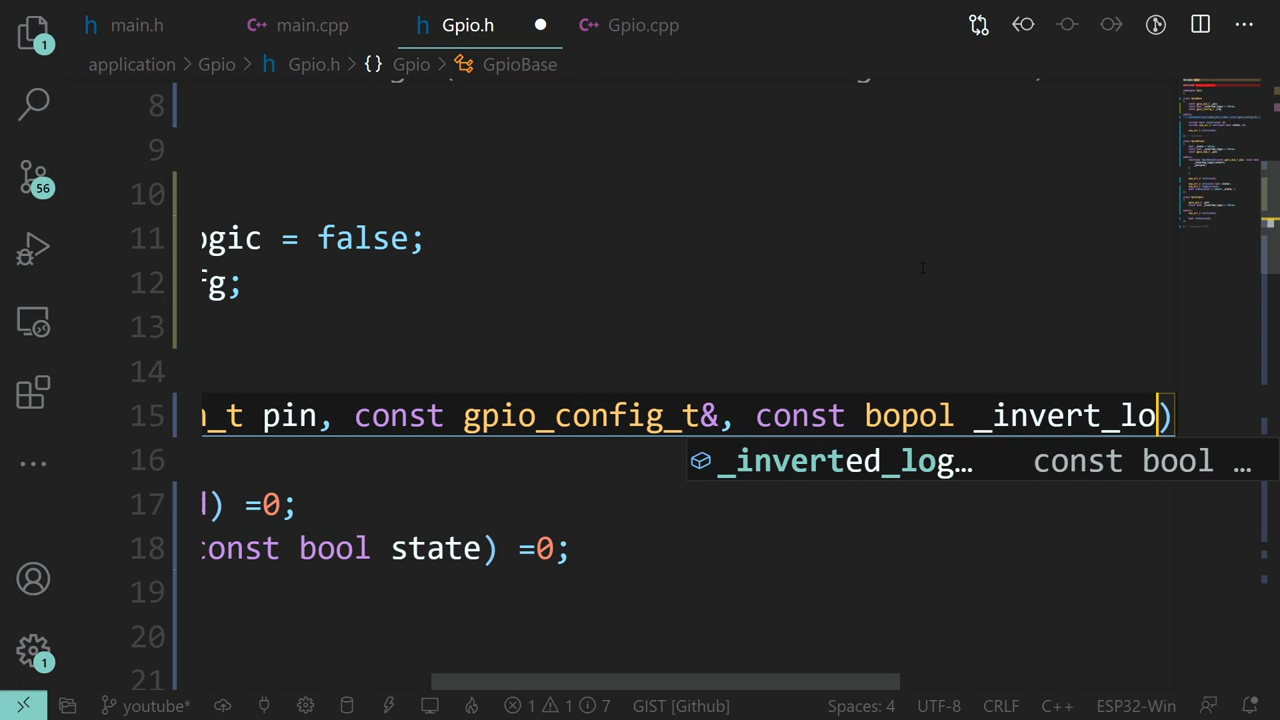 main.h main.cpp Gpio.h Gpio.cpp
application > Gpio > Gpio.h > {} Gpio > GpioBase
8
9
10
11 ogic = false;
12 fg;
13
14
15 n_t pin, const gpio_config_t&, const bopol _invert_lo)
16 _inverted_log… const bool …
17 d) =0;
18 const bool state) =0;
19
20
21
1
56
1
youtube* 1 1 7 GIST [Github] Spaces: 4 UTF-8 CRLF C++ ESP32-Win